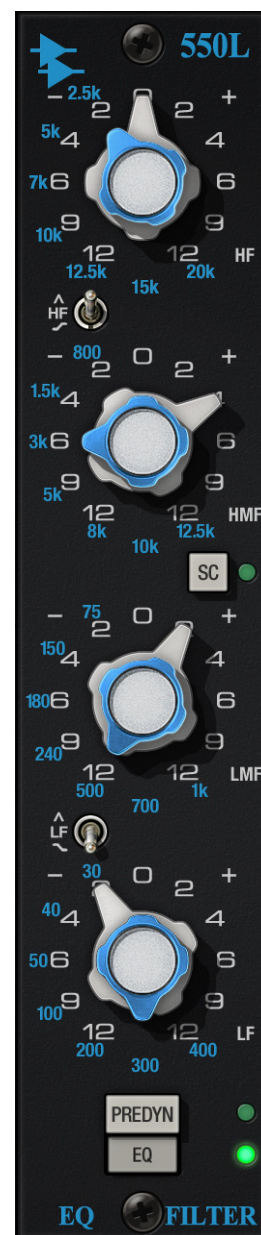 550L
- 2.5k 2 0 2 +
5k 4 4
7k 6 6
10k 9 9
12 12 HF
12.5k 15k 20k
HF
- 800 2 0 2 +
1.5k 4 4
3k 6 6
5k 9 9
12 12 HMF
8k 10k 12.5k
SC
- 75 2 0 2 +
150 4 4
180 6 6
240 9 9
12 12 LMF
500 700 1k
LF
- 30 2 0 2 +
40 4 4
50 6 6
100 9 9
12 12 LF
200 300 400
PREDYN
EQ
EQ FILTER